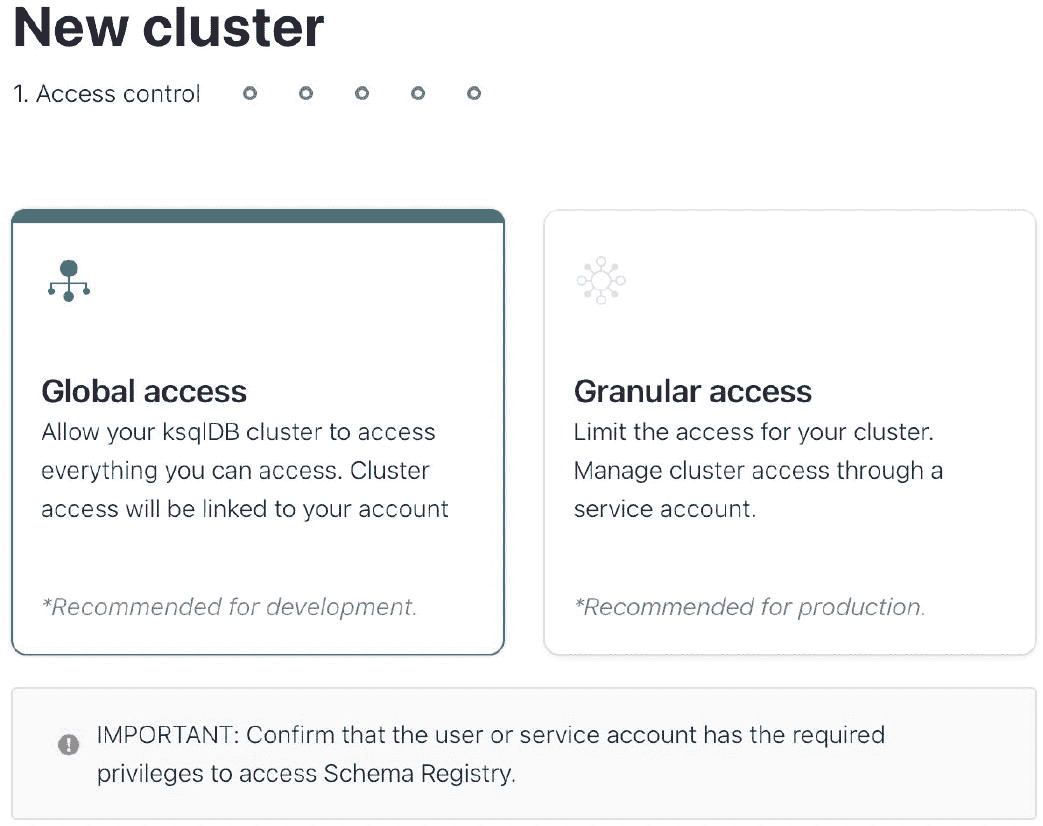 New cluster
1. Access control
Global access
Allow your ksqlDB cluster to access
everything you can access. Cluster
access will be linked to your account
*Recommended for development.
Granular access
Limit the access for your cluster.
Manage cluster access through a
service account.
*Recommended for production.
IMPORTANT: Confirm that the user or service account has the required
privileges to access Schema Registry.